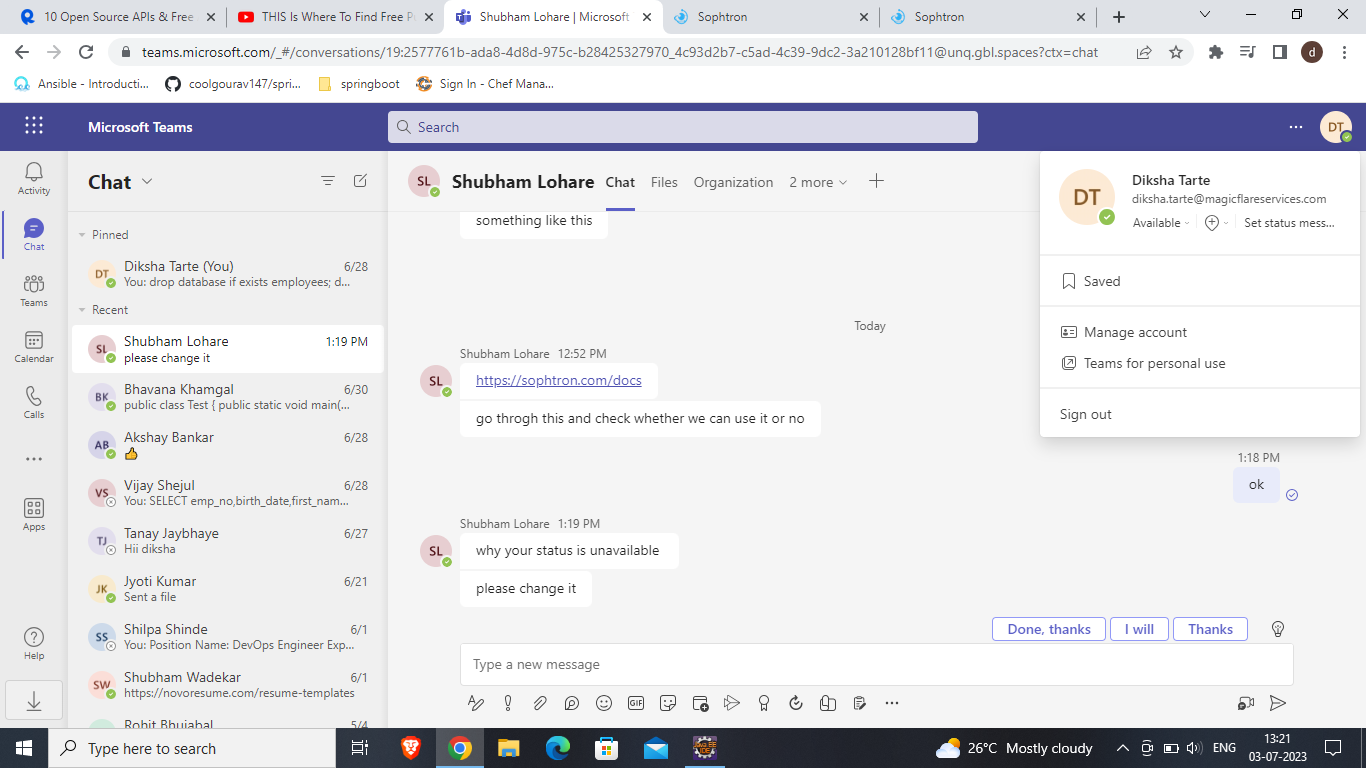 10 Open Source APIs & Free
THIS Is Where To Find Free P
Shubham Lohare | Microsoft
Sophtron
Sophtron
teams.microsoft.com/_#/conversations/19:2577761b-ada8-4d8d-975c-b28425327970_4c93d2b7-c5ad-4c39-9dc2-3a210128bf11@unq.gbl.spaces?ctx=chat
d
Ansible - Introducti...
coolgourav147/spri...
springboot
Sign In - Chef Mana...
Microsoft Teams
Search
DT
Activity
Chat
Teams
Calendar
Calls
Apps
Help
Chat
Pinned
DT
Diksha Tarte (You)
6/28
You: drop database if exists employees; d...
Recent
SL
Shubham Lohare
1:19 PM
please change it
BK
Bhavana Khamgal
6/30
public class Test { public static void main(...
AB
Akshay Bankar
6/28
VS
Vijay Shejul
6/28
You: SELECT emp_no,birth_date,first_nam...
TJ
Tanay Jaybhaye
6/27
Hii diksha
JK
Jyoti Kumar
6/21
Sent a file
SS
Shilpa Shinde
6/1
You: Position Name: DevOps Engineer Exp...
SW
Shubham Wadekar
6/1
https://novoresume.com/resume-templates
Rohit Bhujabal
5/4
SL
Shubham Lohare
Chat
Files
Organization
2 more
something like this
Today
Shubham Lohare 12:52 PM
SL
https://sophtron.com/docs
go throgh this and check whether we can use it or no
1:18 PM
ok
Shubham Lohare 1:19 PM
SL
why your status is unavailable
please change it
Done, thanks
I will
Thanks
Type a new message
GIF
DT
Diksha Tarte
diksha.tarte@magicflareservices.com
Available
Set status mess...
Saved
Manage account
Teams for personal use
Sign out
Type here to search
26°C Mostly cloudy
ENG
13:21
03-07-2023